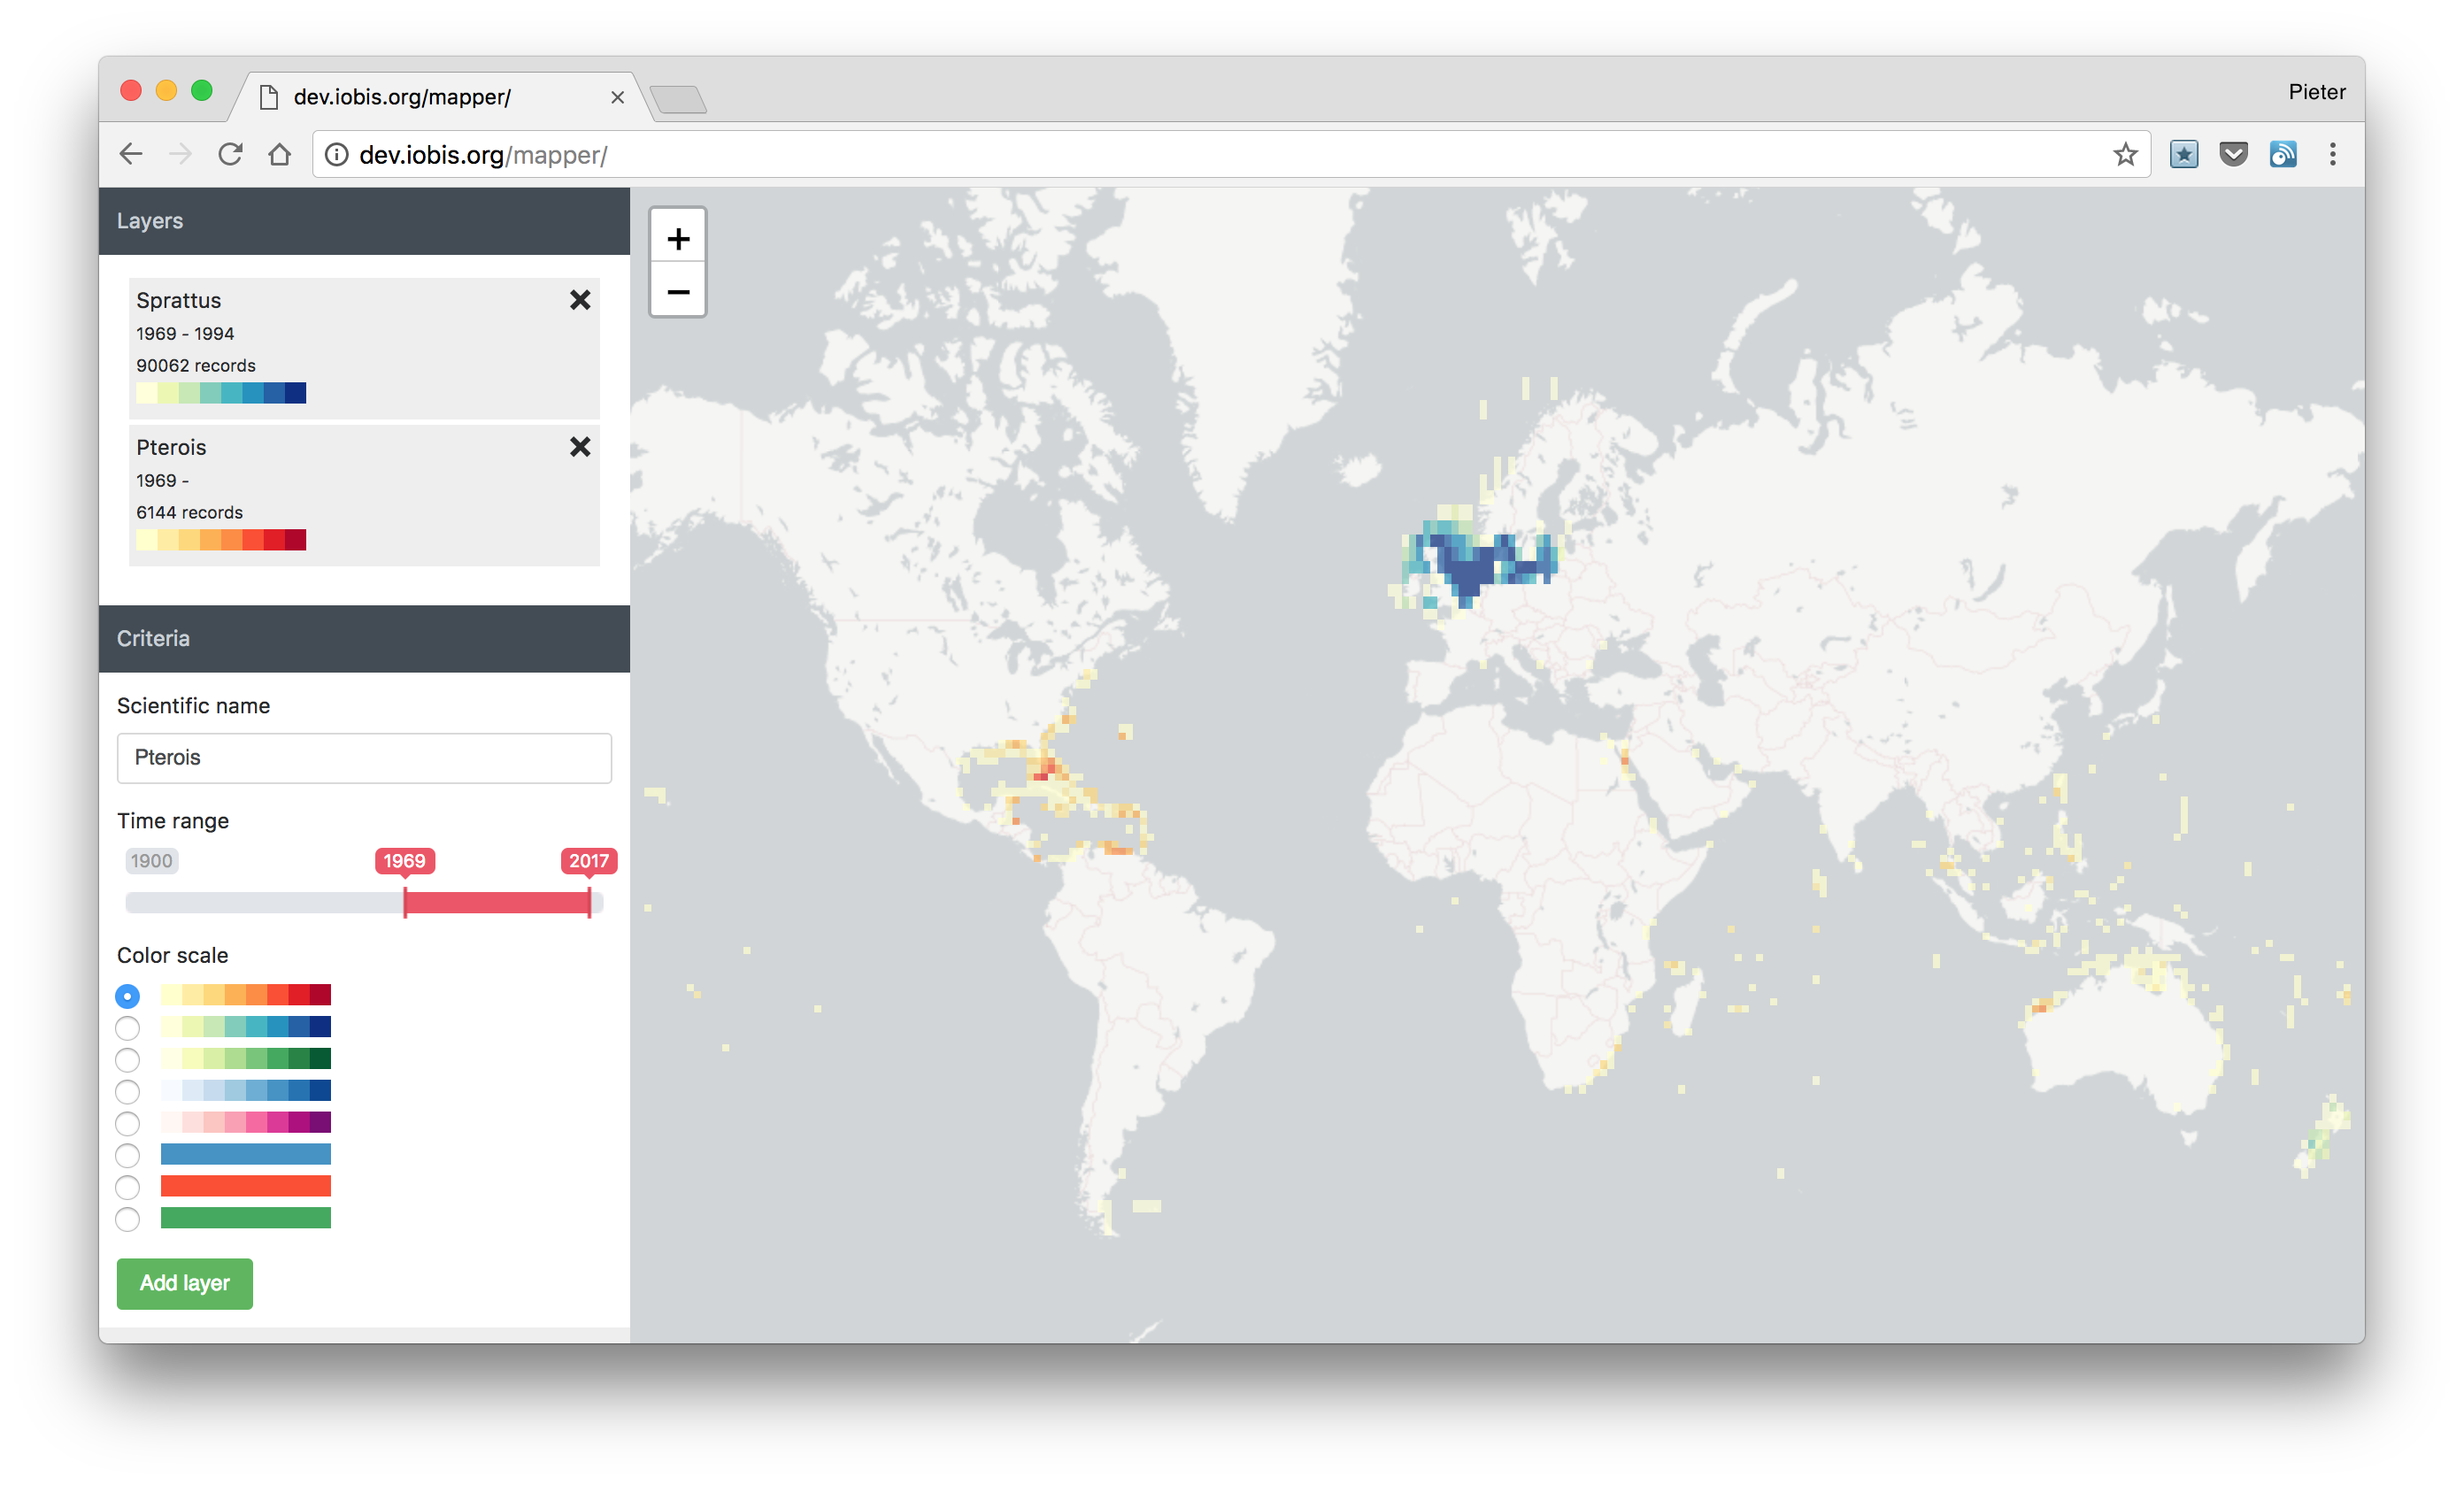 dev.iobis.org/mapper/
Pieter
dev.iobis.org/mapper/
Layers
Sprattus
1969 - 1994
90062 records
Pterois
1969 -
6144 records
Criteria
Scientific name
Pterois
Time range
1900 1969 2017
Color scale
Add layer